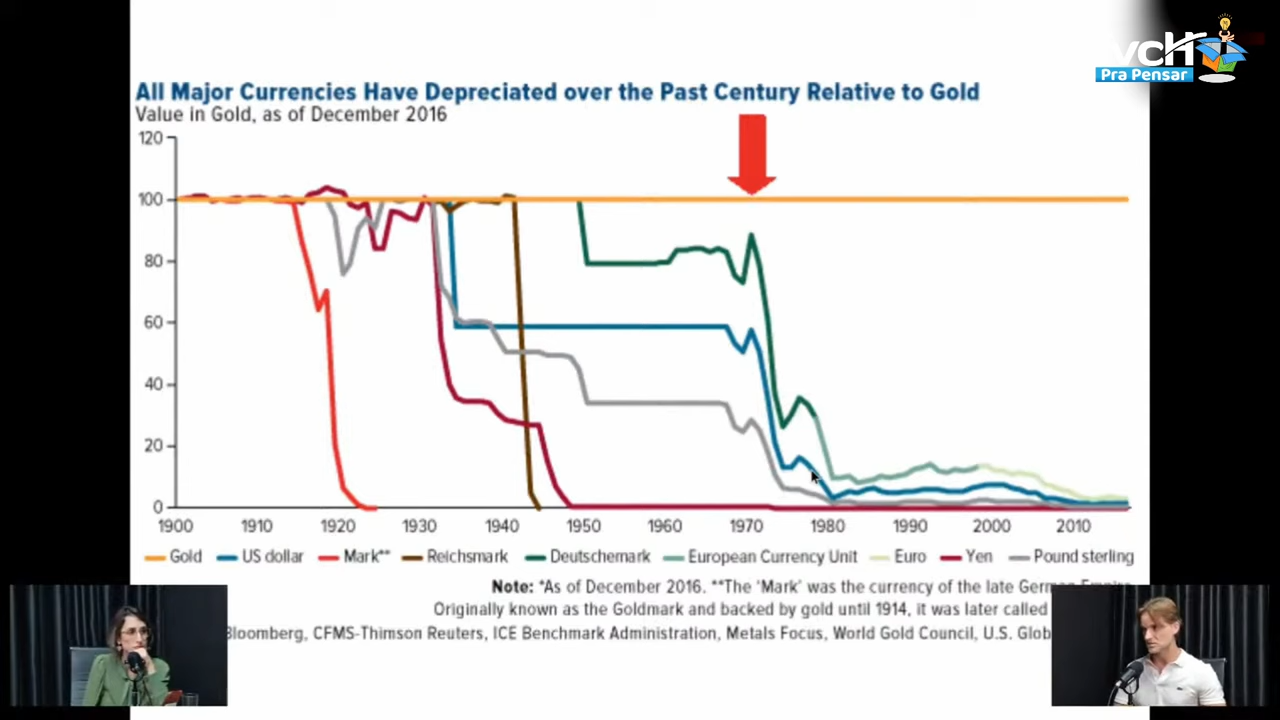 vcH
Pra Pensar
All Major Currencies Have Depreciated over the Past Century Relative to Gold
Value in Gold, as of December 2016
120
100
80
60
40
20
0
1900 1910 1920 1930 1940 1950 1960 1970 1980 1990 2000 2010
Gold US dollar Mark** Reichsmark Deutschemark European Currency Unit Euro Yen Pound sterling
Note: *As of December 2016. **The 'Mark' was the currency of the late
Originally known as the Goldmark and backed by gold until 1914, it was later called
Bloomberg, CFMS-Thimson Reuters, ICE Benchmark Administration, Metals Focus, World Gold Council, U.S. Glob